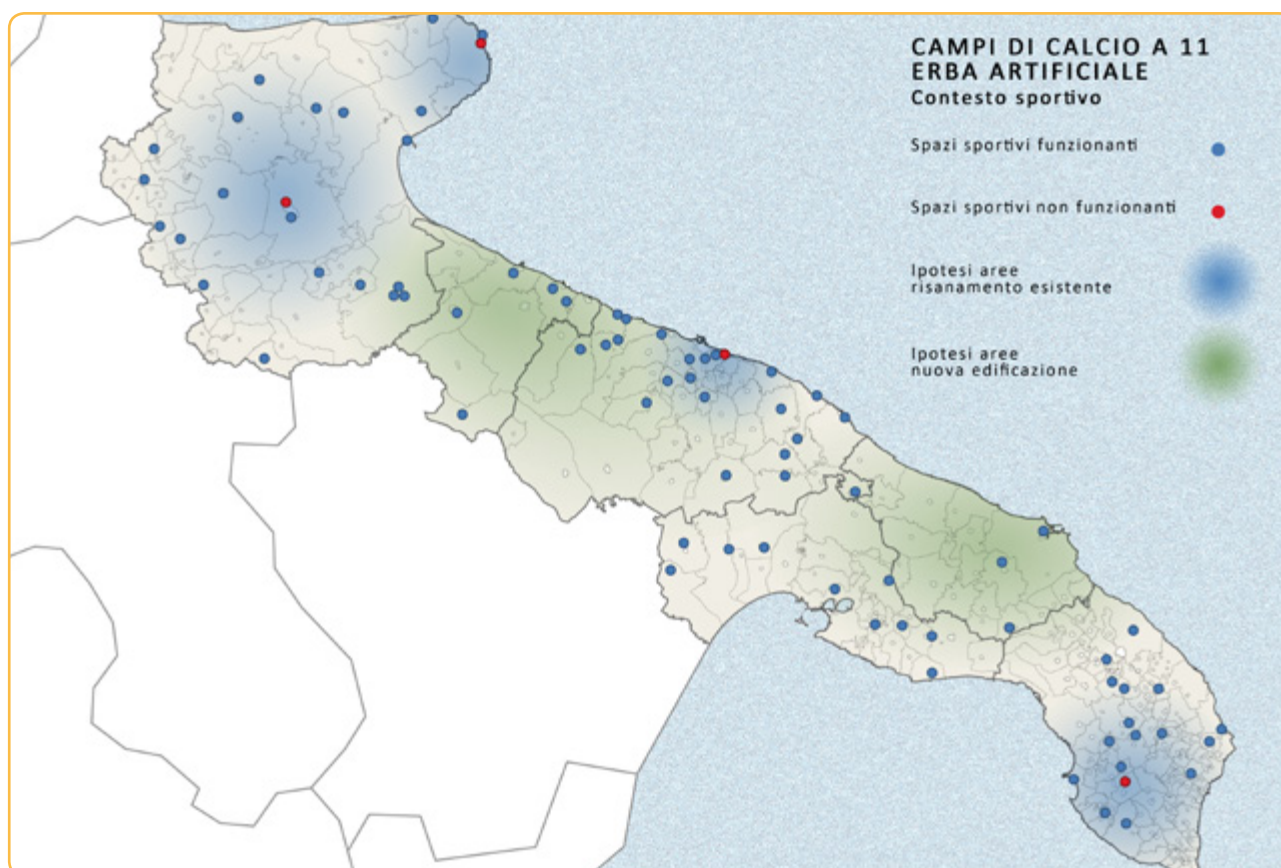 CAMPI DI CALCIO A 11
ERBA ARTIFICIALE
Contesto sportivo
Spazi sportivi funzionanti
Spazi sportivi non funzionanti
Ipotesi aree
risanamento esistente
Ipotesi aree
nuova edificazione